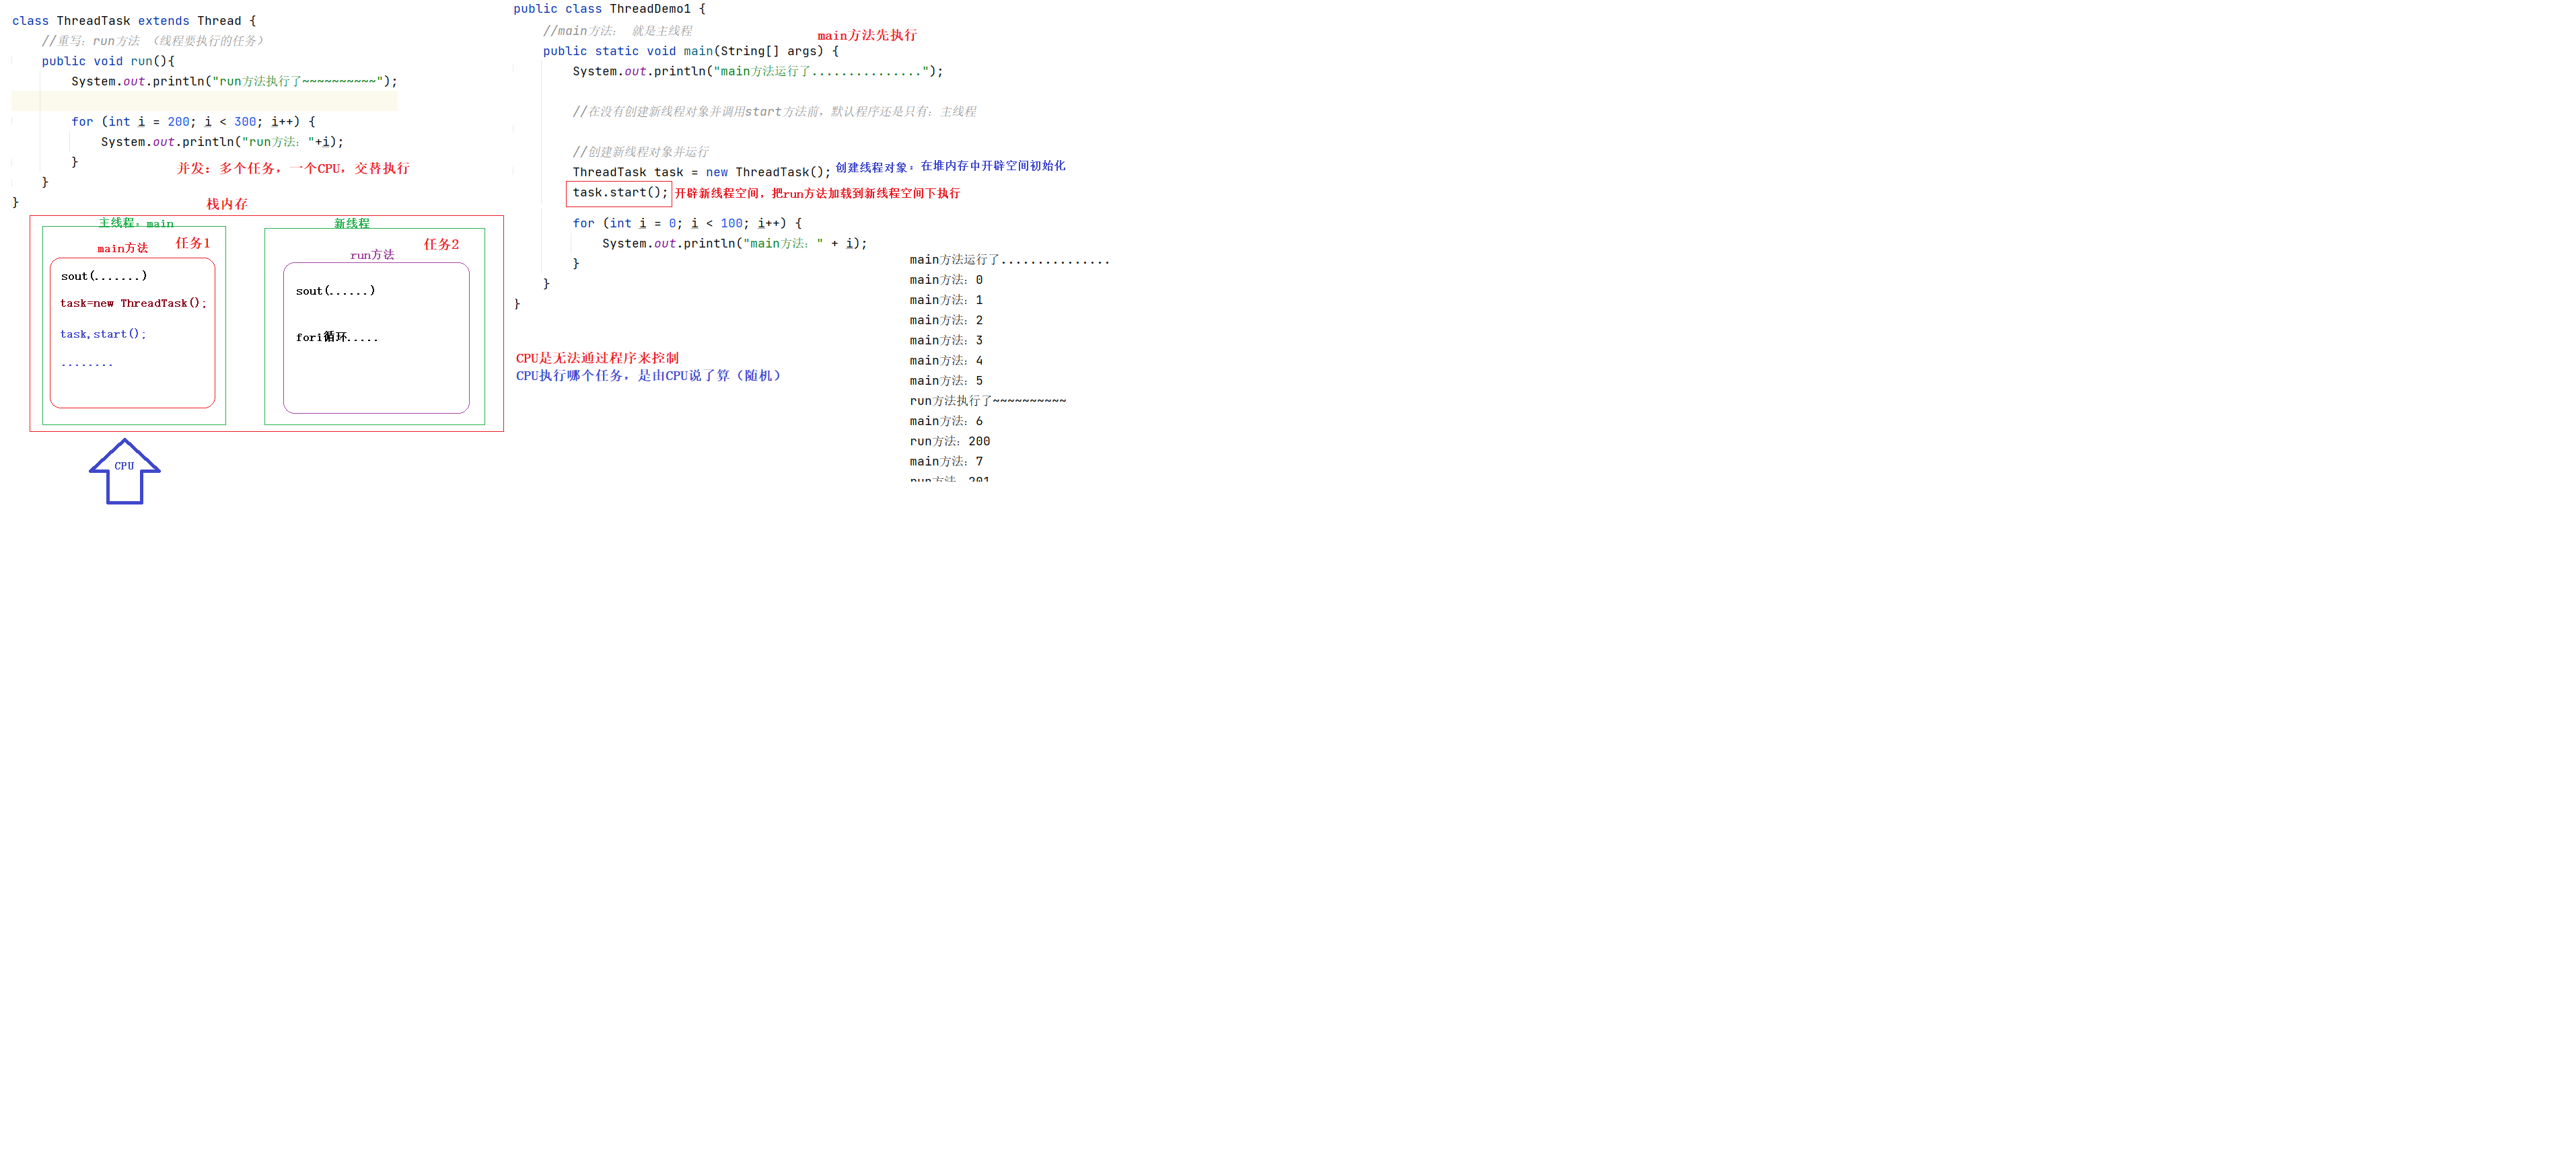 class ThreadTask extends Thread {
//重写：run方法 （线程要执行的任务）
public void run(){
System.out.println("run方法执行了~~~~~~~~~~");
for (int i = 200; i < 300; i++) {
System.out.println("run方法："+i);
}
并发：多个任务，一个CPU，交替执行
}
}
栈内存
主线程：main
main方法
任务1
sout(.......)
task=new ThreadTask();
task,start();
........
新线程
任务2
run方法
sout(......)
fori循环.....
CPU
public class ThreadDemo1 {
//main方法： 就是主线程
main方法先执行
public static void main(String[] args) {
System.out.println("main方法运行了...............");
//在没有创建新线程对象并调用start方法前，默认程序还是只有：主线程
//创建新线程对象并运行
ThreadTask task = new ThreadTask(); 创建线程对象：在堆内存中开辟空间初始化
task.start(); 开辟新线程空间，把run方法加载到新线程空间下执行
for (int i = 0; i < 100; i++) {
System.out.println("main方法：" + i);
}
}
}
CPU是无法通过程序来控制
CPU执行哪个任务，是由CPU说了算（随机）
main方法运行了...............
main方法：0
main方法：1
main方法：2
main方法：3
main方法：4
main方法：5
run方法执行了~~~~~~~~~~
main方法：6
run方法：200
main方法：7
run方法：201